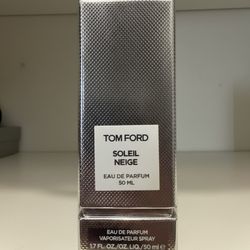 TOM FORD
SOLEIL
NEIGE
EAU DE PARFUM
50 ML
EAU DE PARFUM
VAPORISATEUR SPRAY
1.7 FL. OZ./OZ. LIQ./50 ml ℮